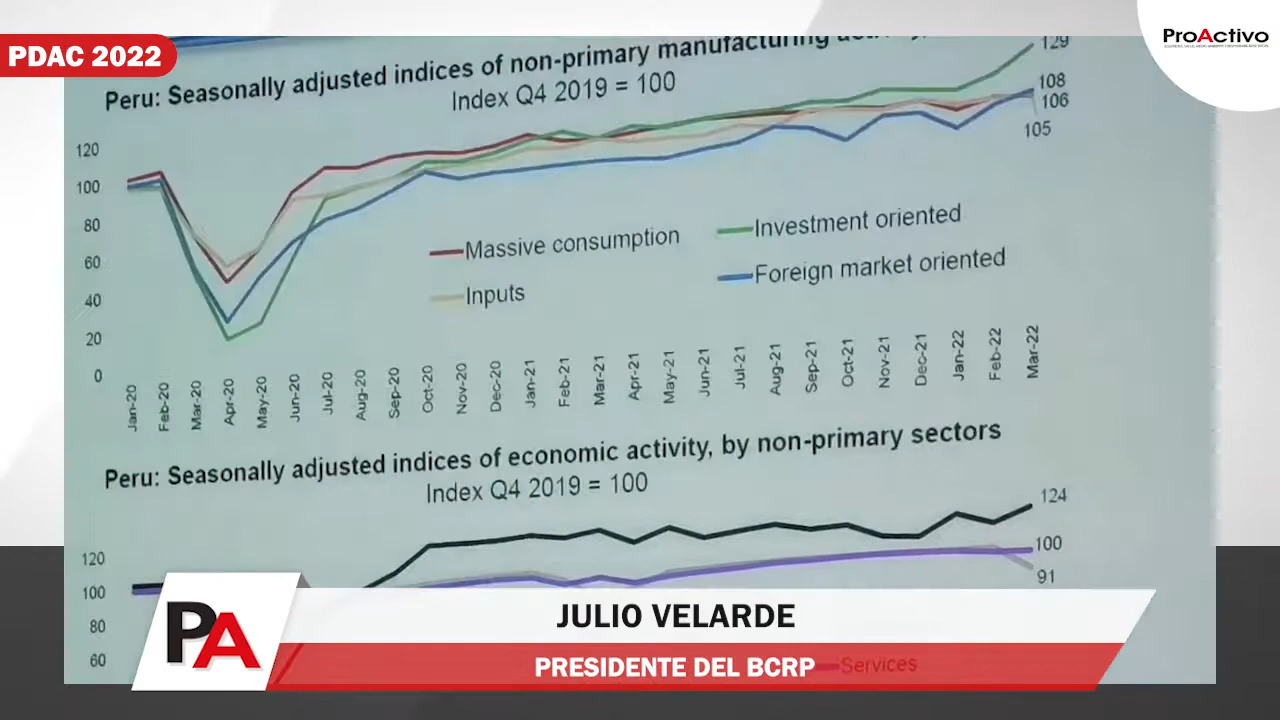 PDAC 2022
ProActivo
Peru: Seasonally adjusted indices of non-primary manufacturing
Index Q4 2019 = 100
129
108
106
105
120
100
80
60
40
20
0
Massive consumption
Investment oriented
Inputs
Foreign market oriented
Jan-20
Feb-20
Mar-20
Apr-20
May-20
Jun-20
Jul-20
Aug-20
Sep-20
Oct-20
Nov-20
Dec-20
Jan-21
Feb-21
Mar-21
Apr-21
May-21
Jun-21
Jul-21
Aug-21
Sep-21
Oct-21
Nov-21
Dec-21
Jan-22
Feb-22
Mar-22
Peru: Seasonally adjusted indices of economic activity, by non-primary sectors
Index Q4 2019 = 100
124
100
91
120
100
80
60
Services
PA
JULIO VELARDE
PRESIDENTE DEL BCRP